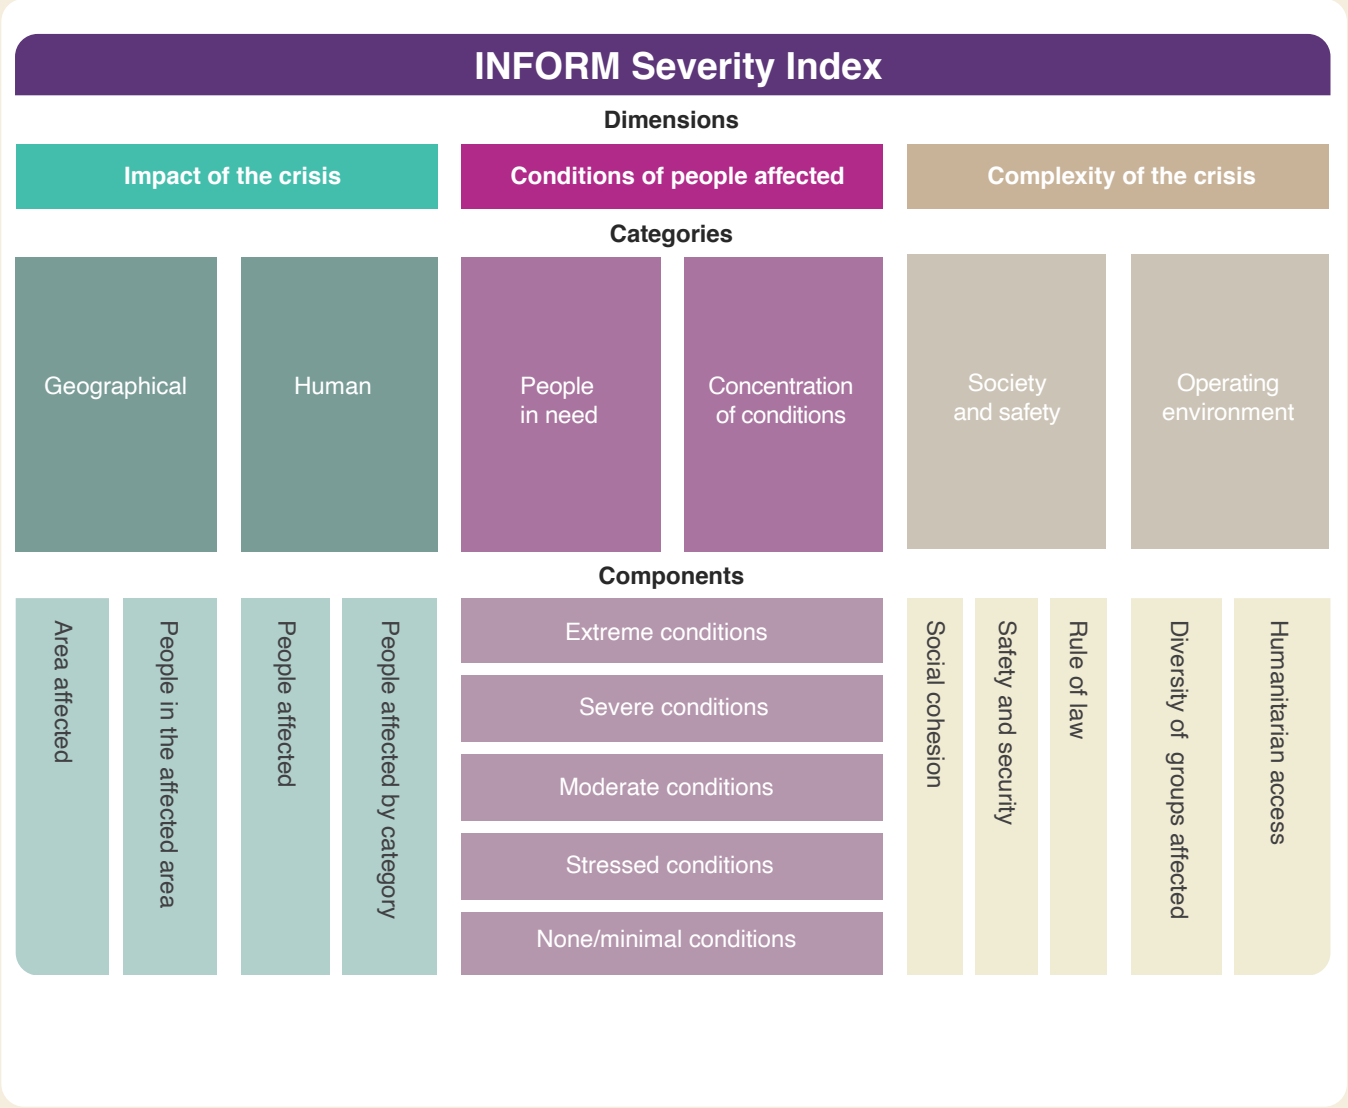 INFORM Severity Index
Dimensions
Impact of the crisis
Conditions of people affected
Complexity of the crisis
Categories
Geographical
Human
People
in need
Concentration
of conditions
Society
and safety
Operating
environment
Components
Area affected
People in the affected area
People affected
People affected by category
Extreme conditions
Severe conditions
Moderate conditions
Stressed conditions
None/minimal conditions
Social cohesion
Safety and security
Rule of law
Diversity of groups affected
Humanitarian access